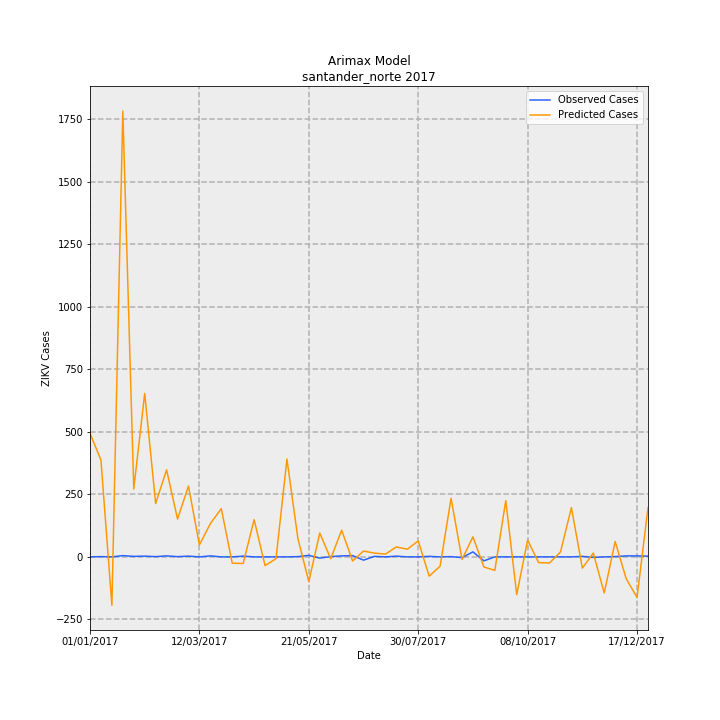 Arimax Model
santander_norte 2017
Observed Cases
Predicted Cases
1750
1500
1250
1000
750
500
250
0
−250
ZIKV Cases
01/01/2017 12/03/2017 21/05/2017 30/07/2017 08/10/2017 17/12/2017
Date